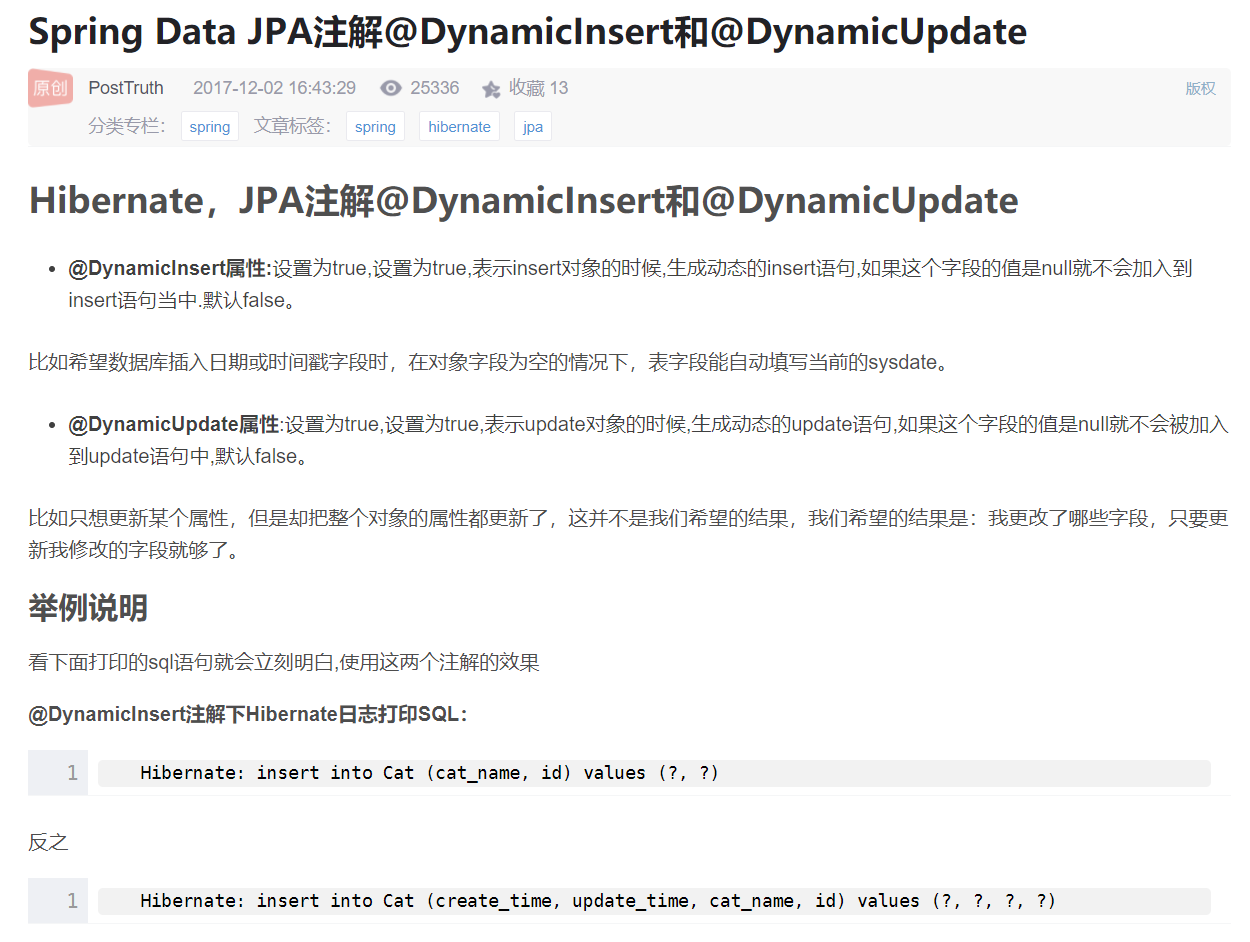 Spring Data JPA注解@DynamicInsert和@DynamicUpdate
原创 PostTruth 2017-12-02 16:43:29 25336 收藏 13 版权
分类专栏： spring 文章标签： spring hibernate jpa
Hibernate，JPA注解@DynamicInsert和@DynamicUpdate
• @DynamicInsert属性:设置为true,设置为true,表示insert对象的时候,生成动态的insert语句,如果这个字段的值是null就不会加入到
insert语句当中.默认false。
比如希望数据库插入日期或时间戳字段时，在对象字段为空的情况下，表字段能自动填写当前的sysdate。
• @DynamicUpdate属性:设置为true,设置为true,表示update对象的时候,生成动态的update语句,如果这个字段的值是null就不会被加入
到update语句中,默认false。
比如只想更新某个属性，但是却把整个对象的属性都更新了，这并不是我们希望的结果，我们希望的结果是：我更改了哪些字段，只要更
新我修改的字段就够了。
举例说明
看下面打印的sql语句就会立刻明白,使用这两个注解的效果
@DynamicInsert注解下Hibernate日志打印SQL：
1 Hibernate: insert into Cat (cat_name, id) values (?, ?)
反之
1 Hibernate: insert into Cat (create_time, update_time, cat_name, id) values (?, ?, ?, ?)